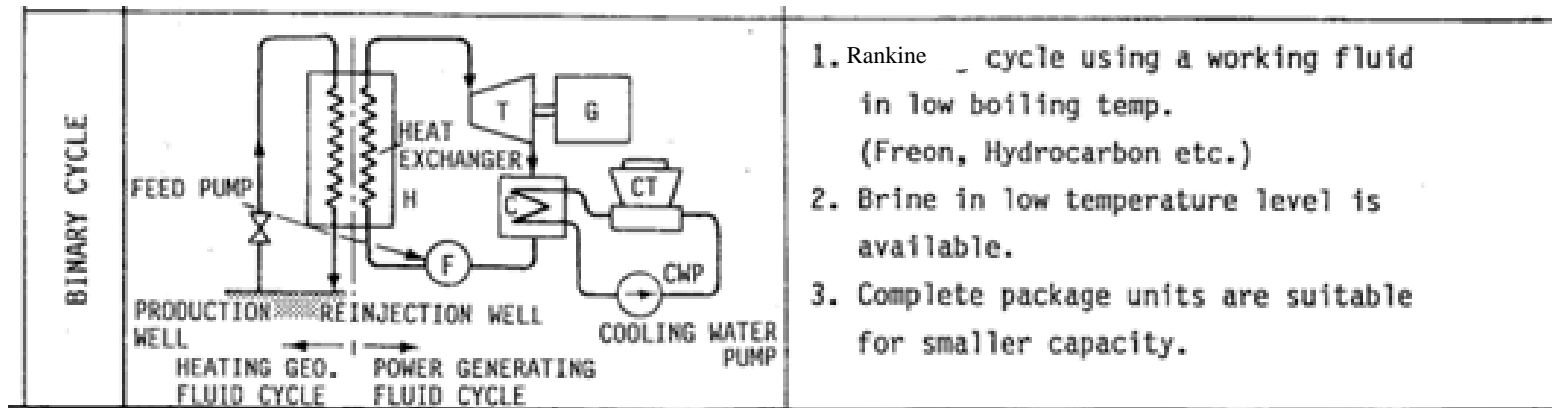 BINARY CYCLE
T
G
HEAT
EXCHANGER
H
FEED PUMP
C
CT
F
CWP
PRODUCTION
WELL
REINJECTION WELL
COOLING WATER
PUMP
HEATING GEO.
FLUID CYCLE
POWER GENERATING
FLUID CYCLE
1. Rankine cycle using a working fluid
in low boiling temp.
(Freon, Hydrocarbon etc.)
2. Brine in low temperature level is
available.
3. Complete package units are suitable
for smaller capacity.